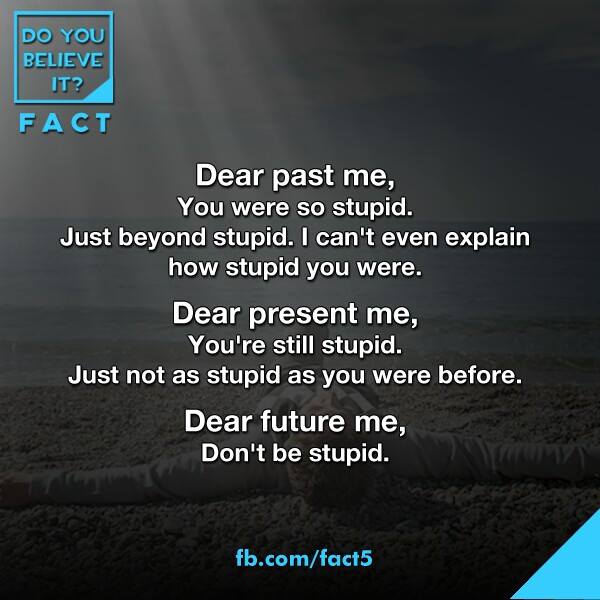 DO YOU
BELIEVE
IT?
FACT
Dear past me,
You were so stupid.
Just beyond stupid. I can't even explain
how stupid you were.
Dear present me,
You're still stupid.
Just not as stupid as you were before.
Dear future me,
Don't be stupid.
fb.com/fact5